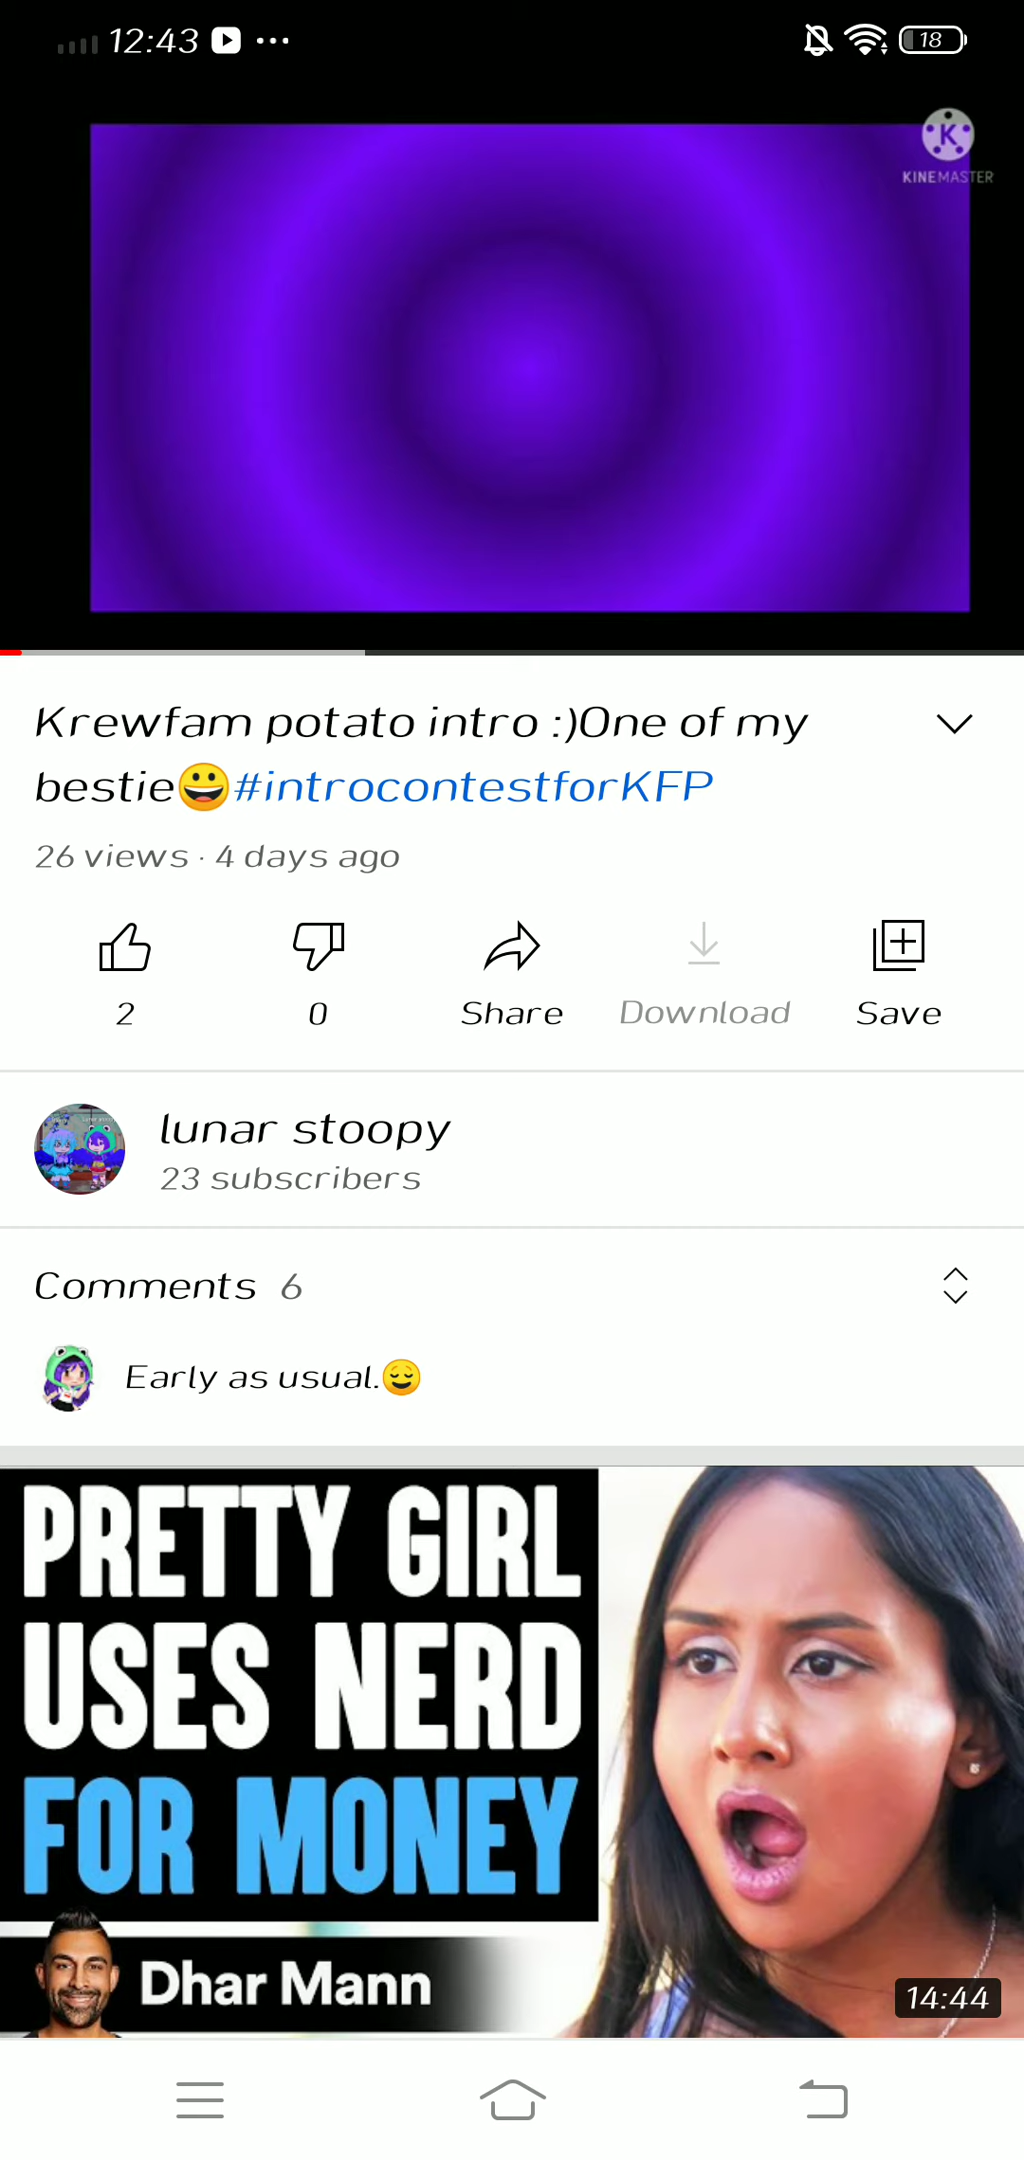 12:43
18
KINEMASTER
Krewfam potato intro :)One of my
bestie😀#introcontestforKFP
26 views · 4 days ago
2
0
Share
Download
Save
lunar stoopy
23 subscribers
Comments 6
Early as usual.😌
PRETTY GIRL
USES NERD
FOR MONEY
Dhar Mann
14:44